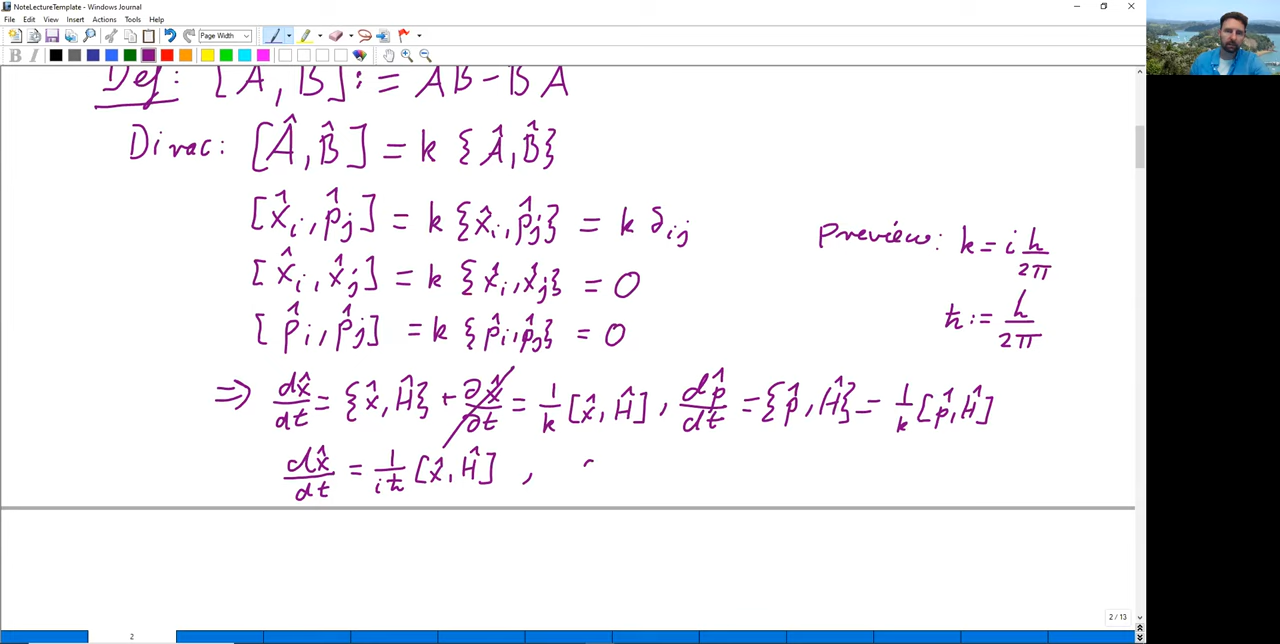 NoteLectureTemplate - Windows Journal
File Edit View Insert Actions Tools Help
Page Width
B I
Def: [A, B] := AB - BA
Dirac: [Â, B̂] = k {Â, B̂}
[x̂ᵢ, p̂ⱼ] = k {x̂ᵢ, p̂ⱼ} = k δᵢⱼ
Preview: k = i h/2π
[x̂ᵢ, x̂ⱼ] = k {x̂ᵢ, x̂ⱼ} = 0
[p̂ᵢ, p̂ⱼ] = k {p̂ᵢ, p̂ⱼ} = 0
ħ := h/2π
⇒ dx̂/dt = {x̂, Ĥ} + ∂x̂/∂t = 1/k [x̂, Ĥ], dp̂/dt = {p̂, Ĥ} = 1/k [p̂, Ĥ]
dx̂/dt = 1/iħ [x̂, Ĥ] ,
2 / 13
2